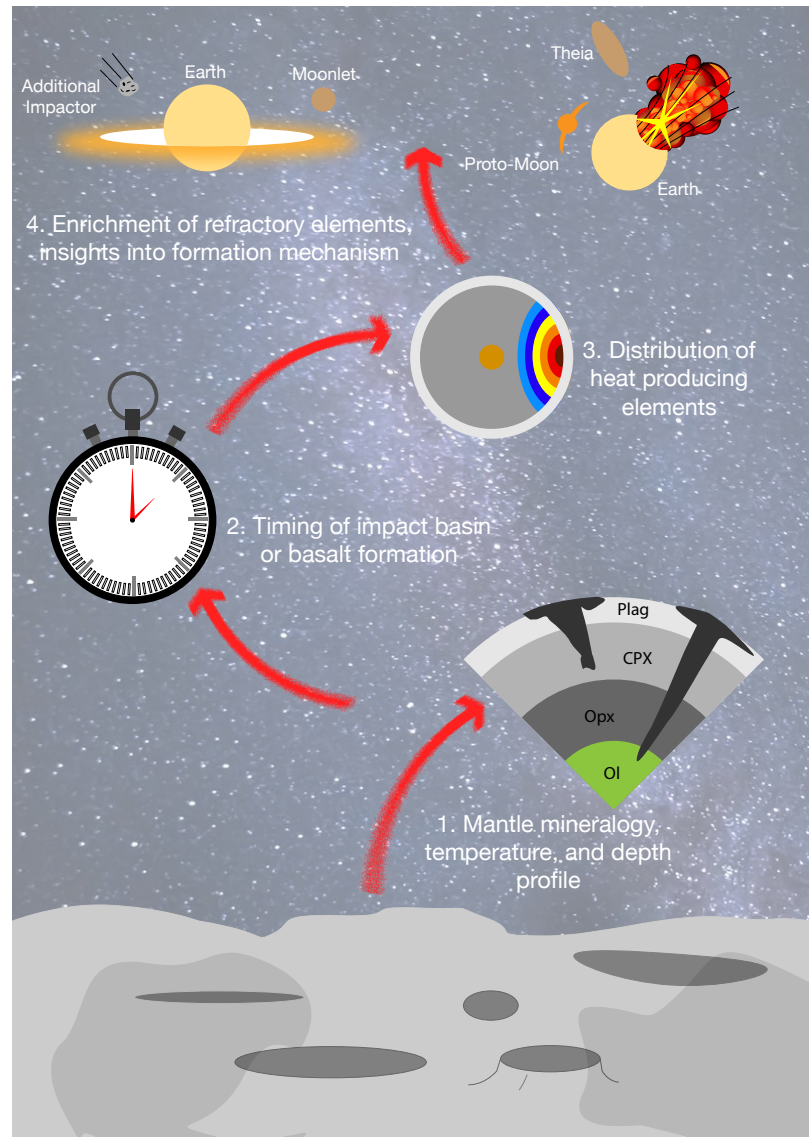 Additional
Impactor
Earth
Moonlet
Theia
Proto-Moon
Earth
4. Enrichment of refractory elements,
insights into formation mechanism
3. Distribution of
heat producing
elements
2. Timing of impact basin
or basalt formation
Plag
CPX
Opx
Ol
1. Mantle mineralogy,
temperature, and depth
profile